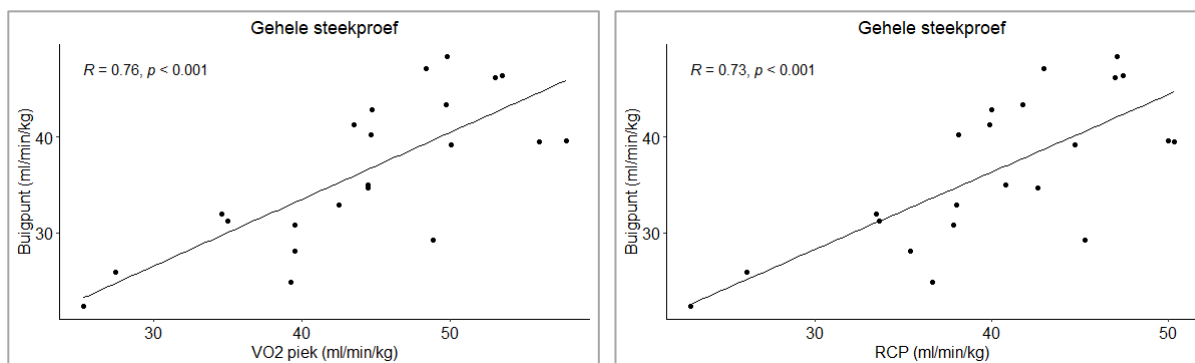 Gehele steekproef
R = 0.76, p < 0.001
Buigpunt (ml/min/kg)
40
30
30 40 50
VO2 piek (ml/min/kg)
Gehele steekproef
R = 0.73, p < 0.001
Buigpunt (ml/min/kg)
40
30
30 40 50
RCP (ml/min/kg)